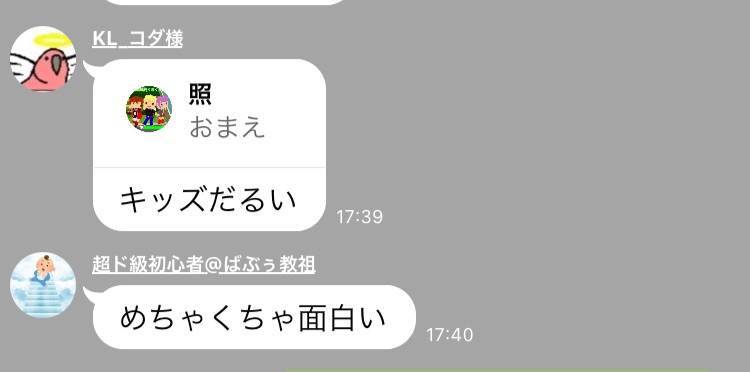 KL_コダ様
照
おまえ
キッズだるい
17:39
超ド級初心者@ばぶぅ教祖
めちゃくちゃ面白い
17:40